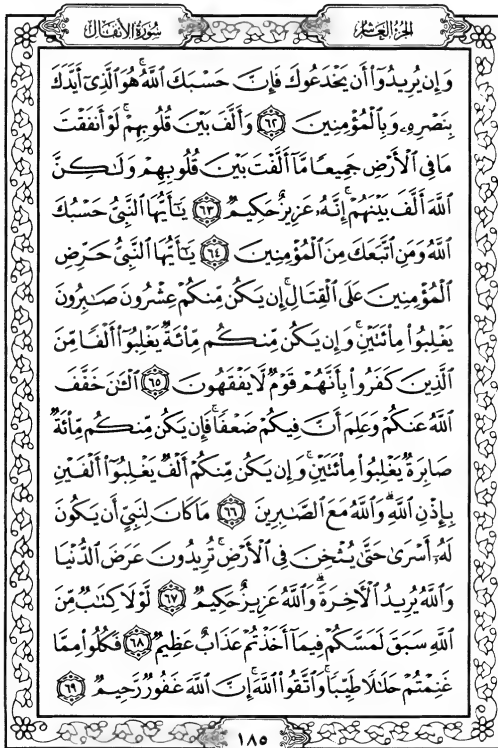 الجزء العاشر
سورة الأنفال
وَإِن يُرِيدُوٓا۟ أَن يَخْدَعُوكَ فَإِنَّ حَسْبَكَ ٱللَّهُ ۚ هُوَ ٱلَّذِىٓ أَيَّدَكَ
بِنَصْرِهِۦ وَبِٱلْمُؤْمِنِينَ ٦٢ وَأَلَّفَ بَيْنَ قُلُوبِهِمْ ۚ لَوْ أَنفَقْتَ
مَا فِى ٱلْأَرْضِ جَمِيعًا مَّآ أَلَّفْتَ بَيْنَ قُلُوبِهِمْ وَلَـٰكِنَّ
ٱللَّهَ أَلَّفَ بَيْنَهُمْ ۚ إِنَّهُۥ عَزِيزٌ حَكِيمٌ ٦٣ يَـٰٓأَيُّهَا ٱلنَّبِىُّ حَسْبُكَ
ٱللَّهُ وَمَنِ ٱتَّبَعَكَ مِنَ ٱلْمُؤْمِنِينَ ٦٤ يَـٰٓأَيُّهَا ٱلنَّبِىُّ حَرِّضِ
ٱلْمُؤْمِنِينَ عَلَى ٱلْقِتَالِ ۚ إِن يَكُن مِّنكُمْ عِشْرُونَ صَـٰبِرُونَ
يَغْلِبُوا۟ مِا۟ئَتَيْنِ ۚ وَإِن يَكُن مِّنكُم مِّا۟ئَةٌ يَغْلِبُوٓا۟ أَلْفًا مِّنَ
ٱلَّذِينَ كَفَرُوا۟ بِأَنَّهُمْ قَوْمٌ لَّا يَفْقَهُونَ ٦٥ ٱلْـَٔـٰنَ خَفَّفَ
ٱللَّهُ عَنكُمْ وَعَلِمَ أَنَّ فِيكُمْ ضَعْفًا ۚ فَإِن يَكُن مِّنكُم مِّا۟ئَةٌ
صَابِرَةٌ يَغْلِبُوا۟ مِا۟ئَتَيْنِ ۚ وَإِن يَكُن مِّنكُمْ أَلْفٌ يَغْلِبُوٓا۟ أَلْفَيْنِ
بِإِذْنِ ٱللَّهِ ۗ وَٱللَّهُ مَعَ ٱلصَّـٰبِرِينَ ٦٦ مَا كَانَ لِنَبِىٍّ أَن يَكُونَ
لَهُۥٓ أَسْرَىٰ حَتَّىٰ يُثْخِنَ فِى ٱلْأَرْضِ ۚ تُرِيدُونَ عَرَضَ ٱلدُّنْيَا
وَٱللَّهُ يُرِيدُ ٱلْـَٔاخِرَةَ ۗ وَٱللَّهُ عَزِيزٌ حَكِيمٌ ٦٧ لَّوْلَا كِتَـٰبٌ مِّنَ
ٱللَّهِ سَبَقَ لَمَسَّكُمْ فِيمَآ أَخَذْتُمْ عَذَابٌ عَظِيمٌ ٦٨ فَكُلُوا۟ مِمَّا
غَنِمْتُمْ حَلَـٰلًا طَيِّبًا ۚ وَٱتَّقُوا۟ ٱللَّهَ ۚ إِنَّ ٱللَّهَ غَفُورٌ رَّحِيمٌ ٦٩
١٨٥